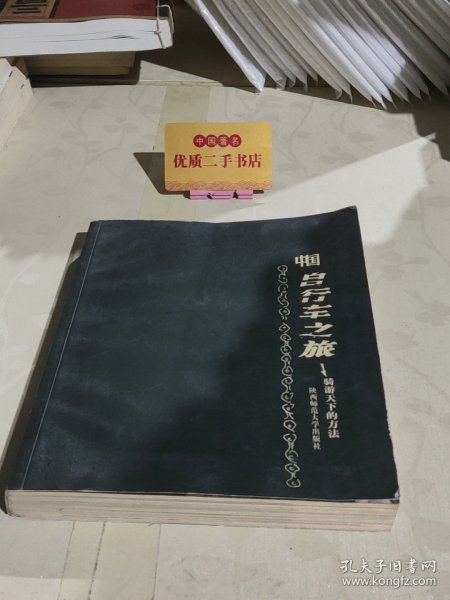 中国著名
优质二手书店
中国
自行车之旅
骑游天下的方法
陕西师范大学出版社
孔夫子旧书网
www.kongfz.com